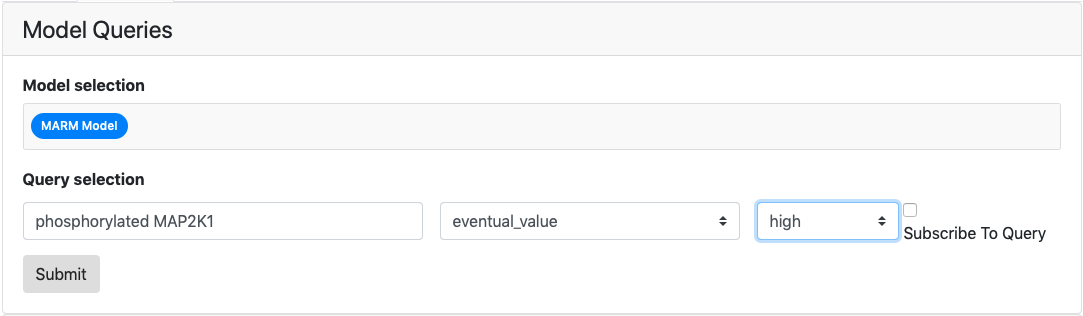 Model Queries
Model selection
MARM Model
Query selection
phosphorylated MAP2K1
eventual_value
high
Subscribe To Query
Submit